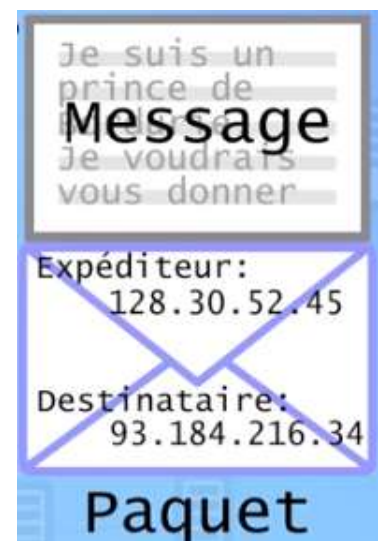 Je suis un
prince de
Message
Je voudrais
vous donner
Expéditeur:
128.30.52.45
Destinataire:
93.184.216.34
Paquet